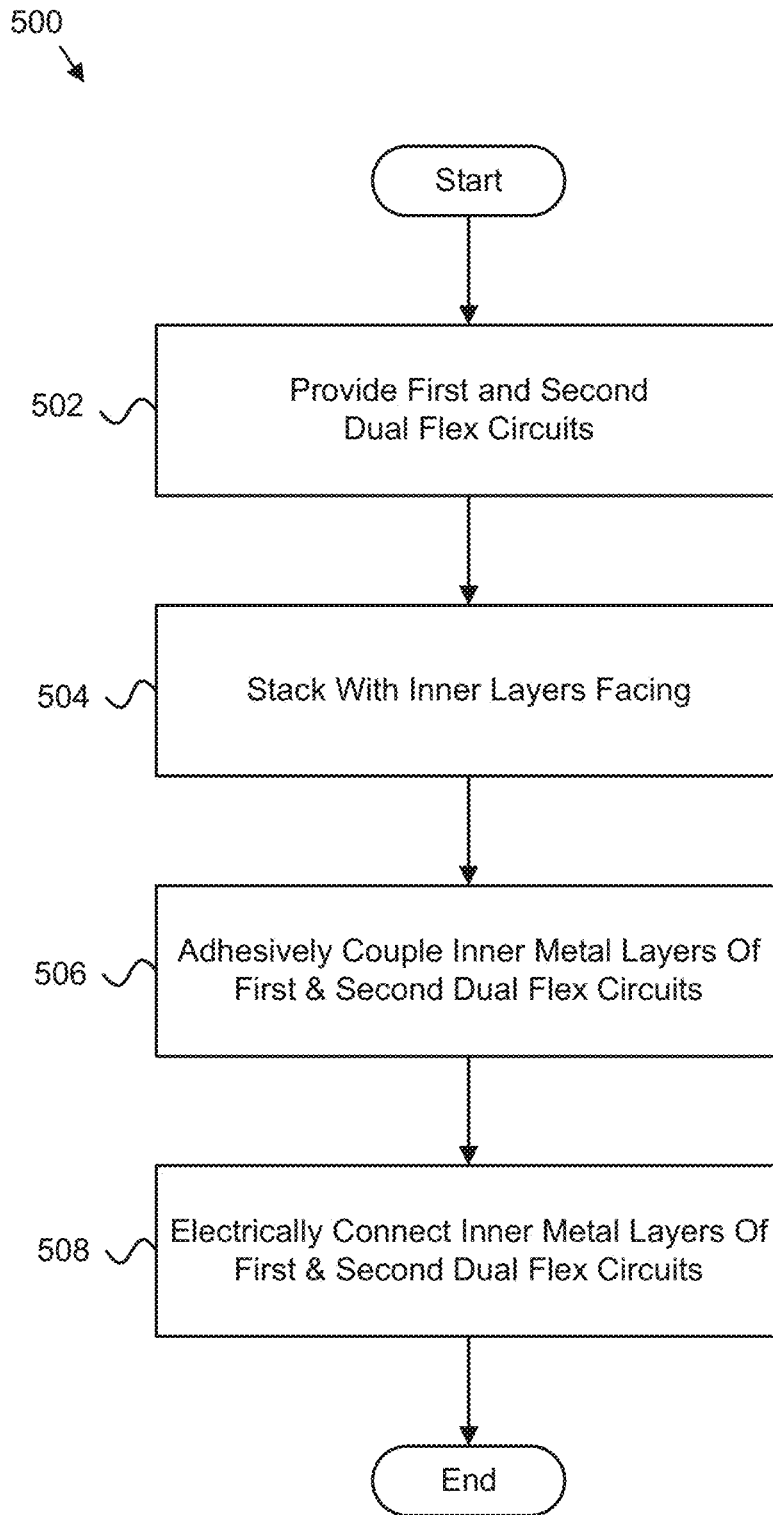 500
Start
502
Provide First and Second
Dual Flex Circuits
504
Stack With Inner Layers Facing
506
Adhesively Couple Inner Metal Layers Of
First & Second Dual Flex Circuits
508
Electrically Connect Inner Metal Layers Of
First & Second Dual Flex Circuits
End